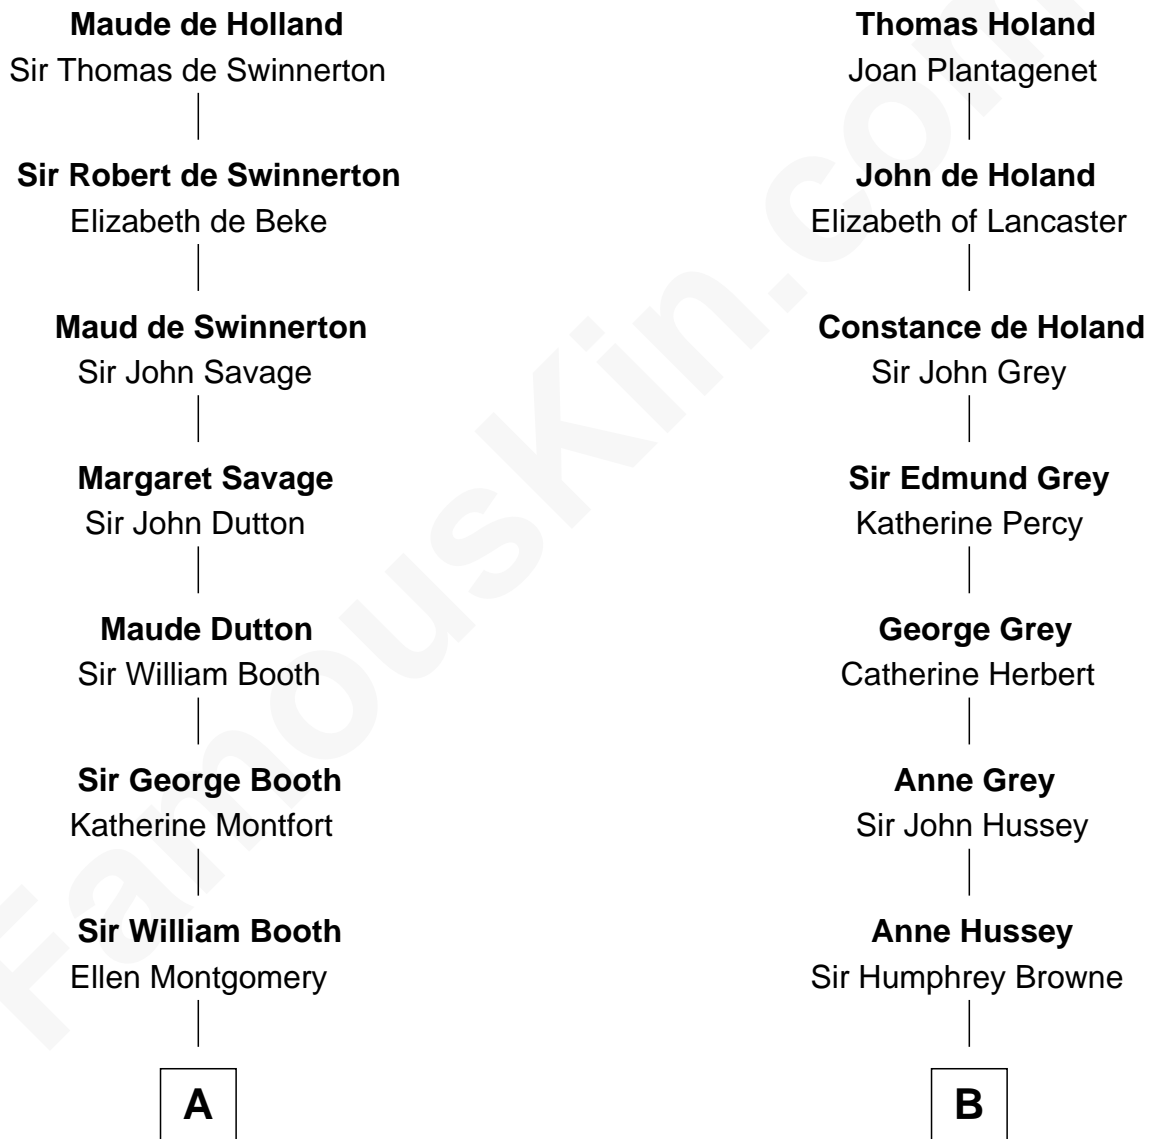 Maude de Holland
Sir Thomas de Swinnerton
Sir Robert de Swinnerton
Elizabeth de Beke
Maud de Swinnerton
Sir John Savage
Margaret Savage
Sir John Dutton
Maude Dutton
Sir William Booth
Sir George Booth
Katherine Montfort
Sir William Booth
Ellen Montgomery
A
Thomas Holand
Joan Plantagenet
John de Holand
Elizabeth of Lancaster
Constance de Holand
Sir John Grey
Sir Edmund Grey
Katherine Percy
George Grey
Catherine Herbert
Anne Grey
Sir John Hussey
Anne Hussey
Sir Humphrey Browne
B
FamousKin.com